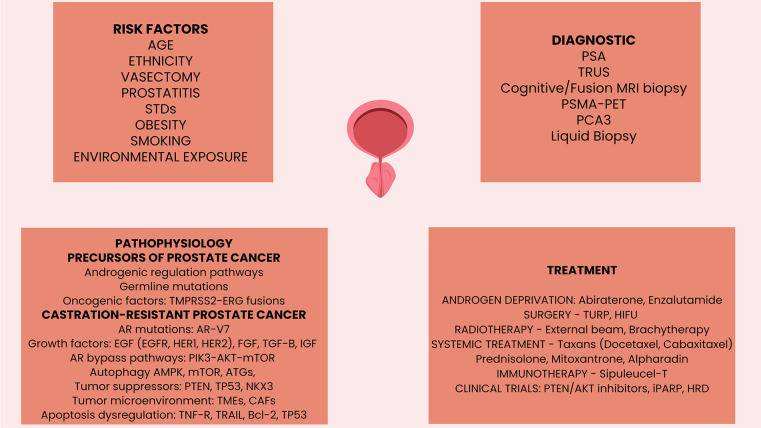 RISK FACTORS
AGE
ETHNICITY
VASECTOMY
PROSTATITIS
STDs
OBESITY
SMOKING
ENVIRONMENTAL EXPOSURE
DIAGNOSTIC
PSA
TRUS
Cognitive/Fusion MRI biopsy
PSMA-PET
PCA3
Liquid Biopsy
PATHOPHYSIOLOGY
PRECURSORS OF PROSTATE CANCER
Androgenic regulation pathways
Germline mutations
Oncogenic factors: TMPRSS2-ERG fusions
CASTRATION-RESISTANT PROSTATE CANCER
AR mutations: AR-V7
Growth factors: EGF (EGFR, HER1, HER2), FGF, TGF-B, IGF
AR bypass pathways: PIK3-AKT-mTOR
Autophagy AMPK, mTOR, ATGs,
Tumor suppressors: PTEN, TP53, NKX3
Tumor microenvironment: TMEs, CAFs
Apoptosis dysregulation: TNF-R, TRAIL, Bcl-2, TP53
TREATMENT
ANDROGEN DEPRIVATION: Abiraterone, Enzalutamide
SURGERY - TURP, HIFU
RADIOTHERAPY - External beam, Brachytherapy
SYSTEMIC TREATMENT - Taxans (Docetaxel, Cabaxitaxel)
Prednisolone, Mitoxantrone, Alpharadin
IMMUNOTHERAPY - Sipuleucel-T
CLINICAL TRIALS: PTEN/AKT inhibitors, iPARP, HRD